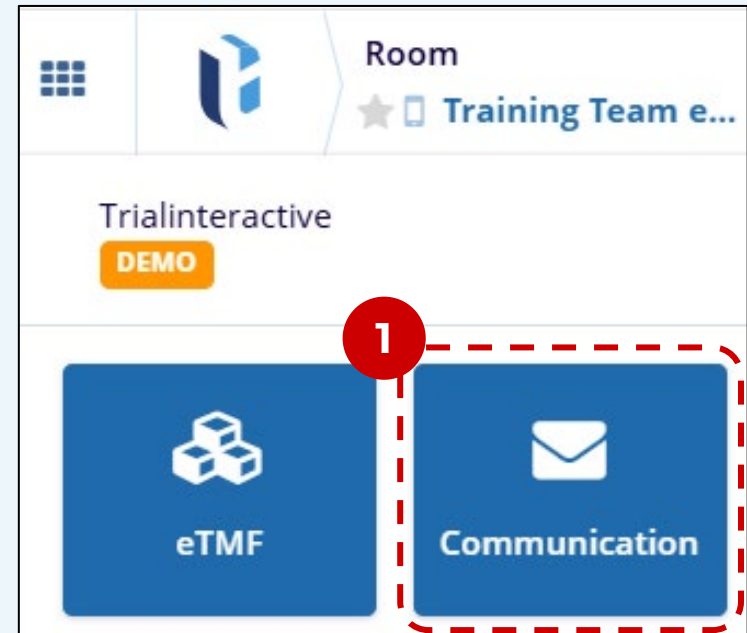 Room
Training Team e...
Trialinteractive
DEMO
1
eTMF
Communication